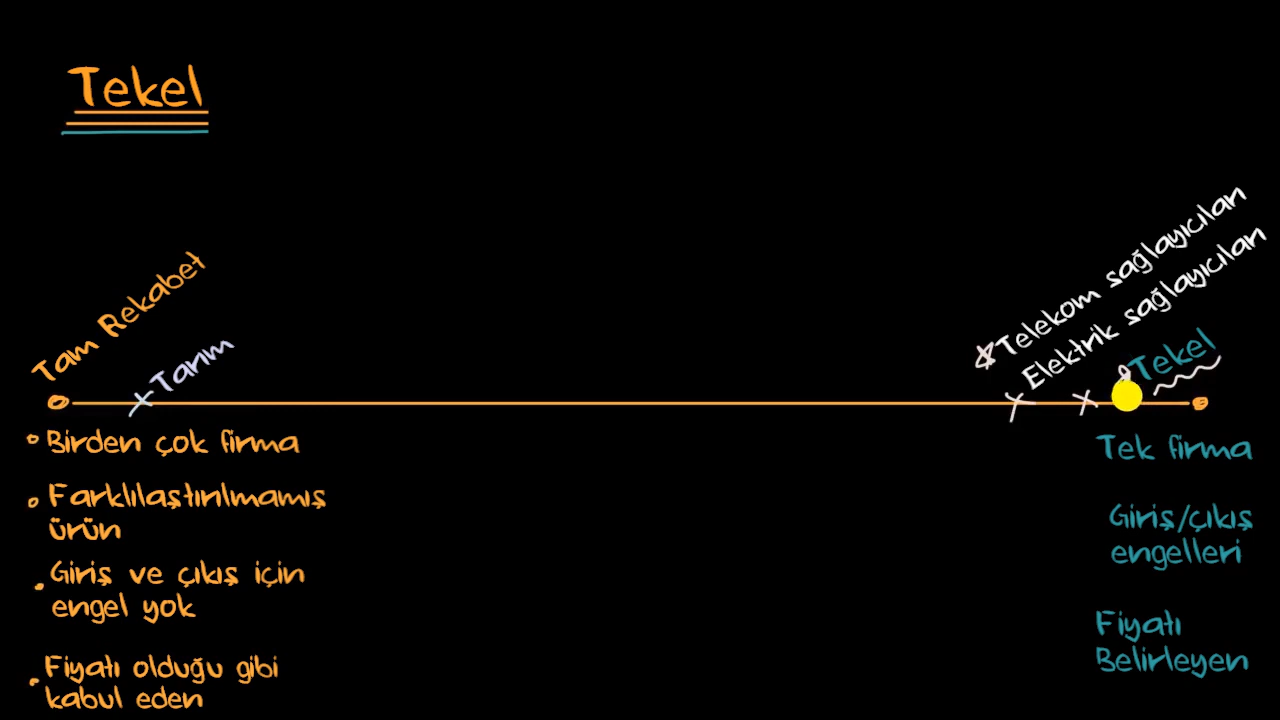 Tekel
Tam Rekabet
Tarım
Telekom sağlayıcıları
Elektrik sağlayıcıları
Tekel
Birden çok firma
Farklılaştırılmamış
ürün
Giriş ve çıkış için
engel yok
Fiyatı olduğu gibi
kabul eden
Tek firma
Giriş/çıkış
engelleri
Fiyatı
Belirleyen